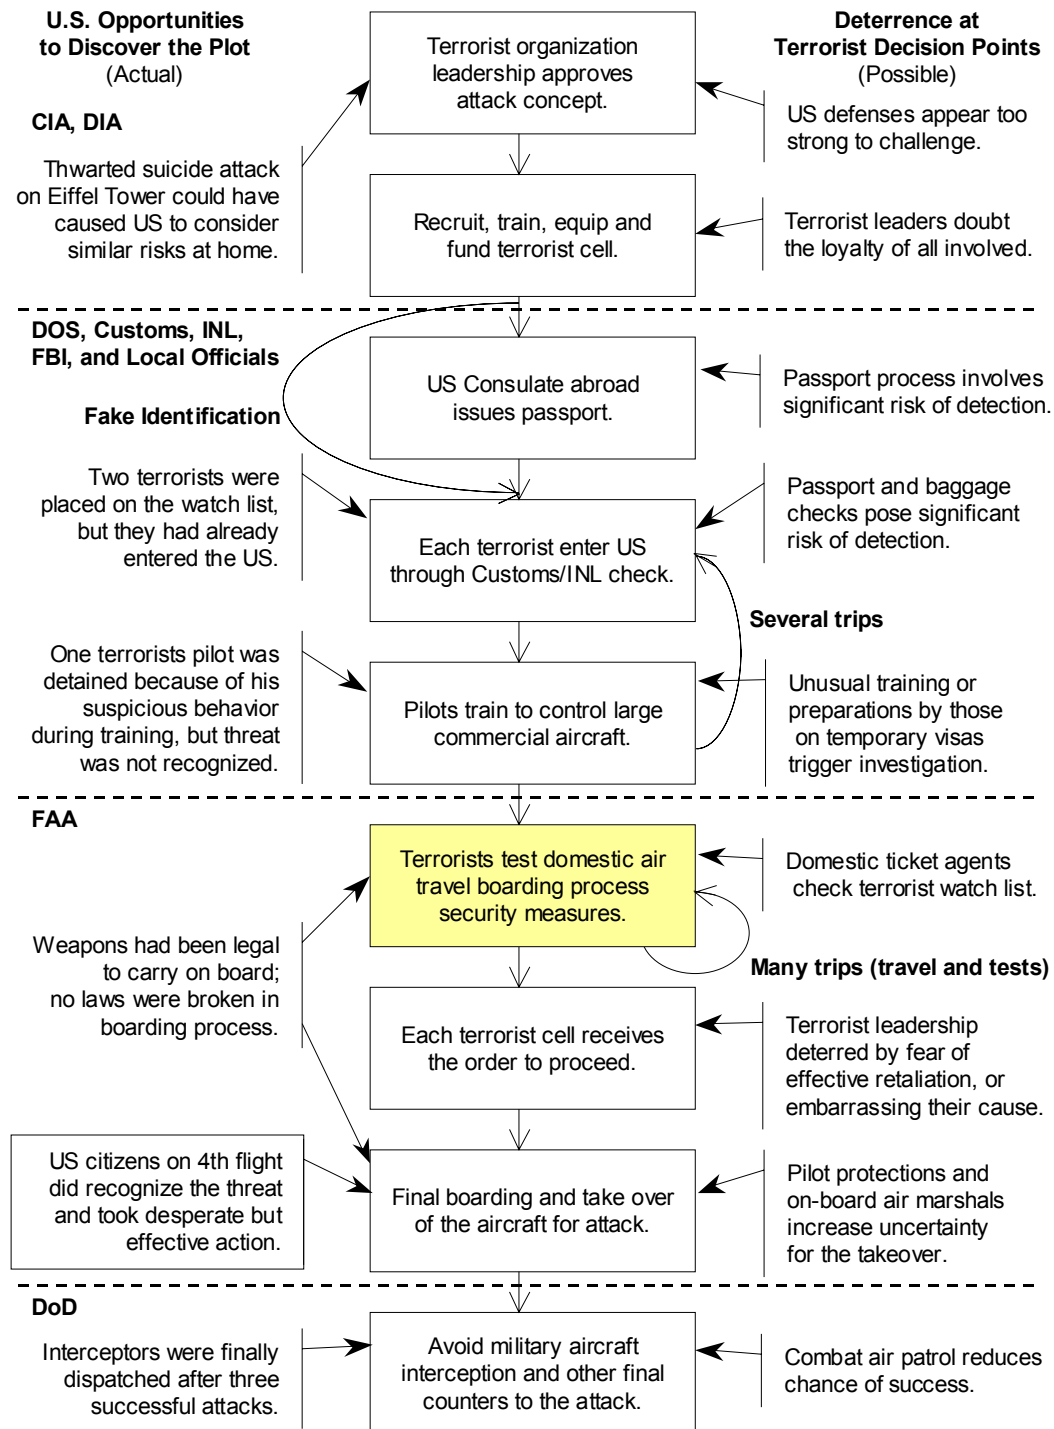 U.S. Opportunities
to Discover the Plot
(Actual)
Deterrence at
Terrorist Decision Points
(Possible)
Terrorist organization
leadership approves
attack concept.
CIA, DIA
Thwarted suicide attack
on Eiffel Tower could have
caused US to consider
similar risks at home.
US defenses appear too
strong to challenge.
Recruit, train, equip and
fund terrorist cell.
Terrorist leaders doubt
the loyalty of all involved.
DOS, Customs, INL,
FBI, and Local Officials
Fake Identification
US Consulate abroad
issues passport.
Passport process involves
significant risk of detection.
Two terrorists were
placed on the watch list,
but they had already
entered the US.
Each terrorist enter US
through Customs/INL check.
Passport and baggage
checks pose significant
risk of detection.
Several trips
One terrorists pilot was
detained because of his
suspicious behavior
during training, but threat
was not recognized.
Pilots train to control large
commercial aircraft.
Unusual training or
preparations by those
on temporary visas
trigger investigation.
FAA
Terrorists test domestic air
travel boarding process
security measures.
Domestic ticket agents
check terrorist watch list.
Many trips (travel and tests)
Weapons had been legal
to carry on board;
no laws were broken in
boarding process.
Each terrorist cell receives
the order to proceed.
Terrorist leadership
deterred by fear of
effective retaliation, or
embarrassing their cause.
US citizens on 4th flight
did recognize the threat
and took desperate but
effective action.
Final boarding and take over
of the aircraft for attack.
Pilot protections and
on-board air marshals
increase uncertainty
for the takeover.
DoD
Interceptors were finally
dispatched after three
successful attacks.
Avoid military aircraft
interception and other final
counters to the attack.
Combat air patrol reduces
chance of success.